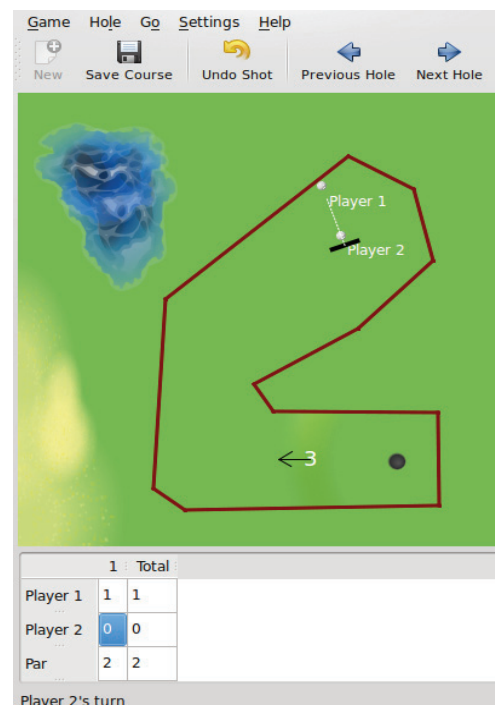 Game Hole Go Settings Help
New Save Course Undo Shot Previous Hole Next Hole
Player 1
Player 2
3
1 Total
Player 1 1 1
Player 2 0 0
Par 2 2
Player 2's turn